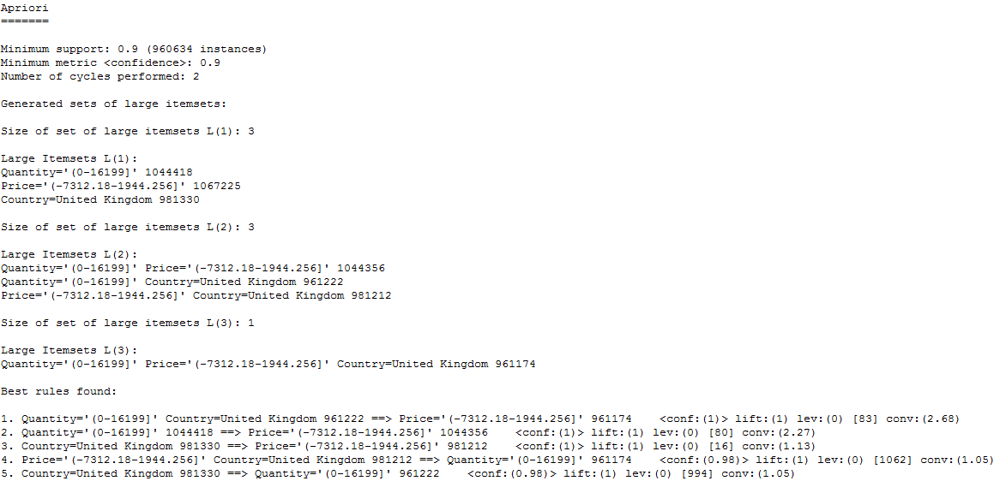 Apriori
=======
Minimum support: 0.9 (960634 instances)
Minimum metric <confidence>: 0.9
Number of cycles performed: 2
Generated sets of large itemsets:
Size of set of large itemsets L(1): 3
Large Itemsets L(1):
Quantity='(0-16199]' 1044418
Price='(-7312.18-1944.256]' 1067225
Country=United Kingdom 981330
Size of set of large itemsets L(2): 3
Large Itemsets L(2):
Quantity='(0-16199]' Price='(-7312.18-1944.256]' 1044356
Quantity='(0-16199]' Country=United Kingdom 961222
Price='(-7312.18-1944.256]' Country=United Kingdom 981212
Size of set of large itemsets L(3): 1
Large Itemsets L(3):
Quantity='(0-16199]' Price='(-7312.18-1944.256]' Country=United Kingdom 961174
Best rules found:
1. Quantity='(0-16199]' Country=United Kingdom 961222 ==> Price='(-7312.18-1944.256]' 961174    <conf:(1)> lift:(1) lev:(0) [83] conv:(2.68)
2. Quantity='(0-16199]' 1044418 ==> Price='(-7312.18-1944.256]' 1044356    <conf:(1)> lift:(1) lev:(0) [80] conv:(2.27)
3. Country=United Kingdom 981330 ==> Price='(-7312.18-1944.256]' 981212    <conf:(1)> lift:(1) lev:(0) [16] conv:(1.13)
4. Price='(-7312.18-1944.256]' Country=United Kingdom 981212 ==> Quantity='(0-16199]' 961174    <conf:(0.98)> lift:(1) lev:(0) [1062] conv:(1.05)
5. Country=United Kingdom 981330 ==> Quantity='(0-16199]' 961222    <conf:(0.98)> lift:(1) lev:(0) [994] conv:(1.05)